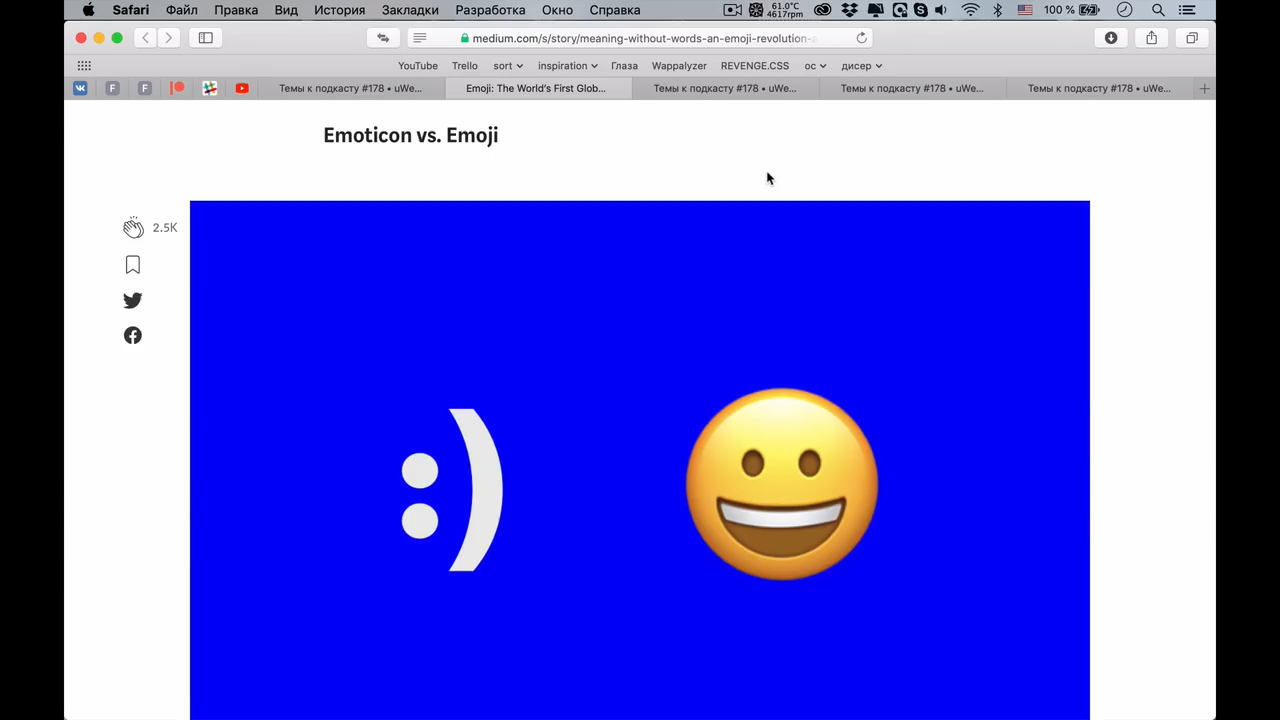 Safari Файл Правка Вид История Закладки Разработка Окно Справка 61.0°C 4617rpm 100 %
medium.com/s/story/meaning-without-words-an-emoji-revolution-
YouTube Trello sort inspiration Глаза Wappalyzer REVENGE.CSS ос дисер
F F Темы к подкасту #178 • uWe... Emoji: The World's First Glob... Темы к подкасту #178 • uWe... Темы к подкасту #178 • uWe... Темы к подкасту #178 • uWe...
Emoticon vs. Emoji
2.5K
:)